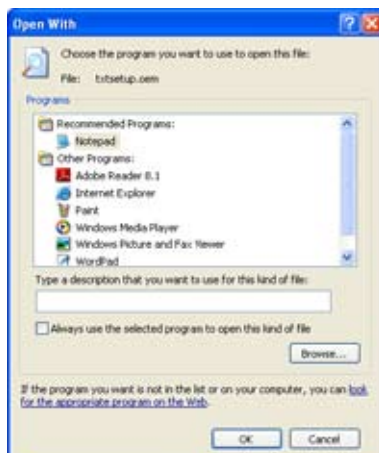 Open With
Choose the program you want to use to open this file:
File: txtsetup.oem
Programs
Recommended Programs:
Notepad
Other Programs:
Adobe Reader 8.1
Internet Explorer
Paint
Windows Media Player
Windows Picture and Fax Viewer
WordPad
Type a description that you want to use for this kind of file:
Always use the selected program to open this kind of file
Browse...
If the program you want is not in the list or on your computer, you can look
for the appropriate program on the Web.
OK
Cancel